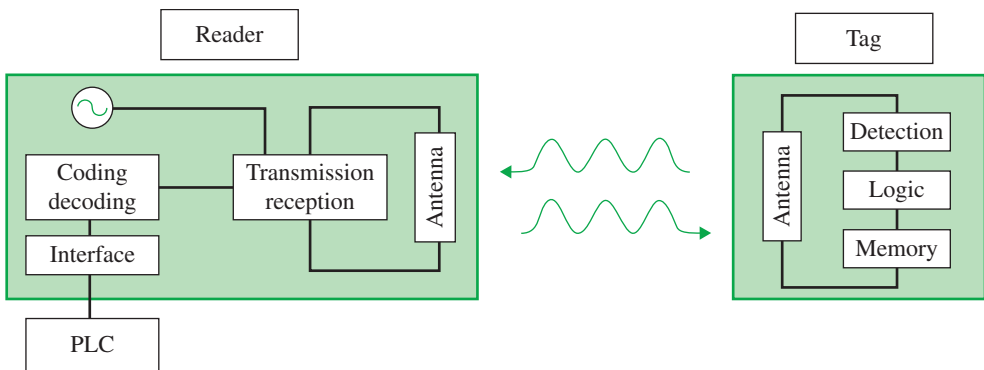 Reader
Tag
Coding
decoding
Interface
PLC
Transmission
reception
Antenna
Antenna
Detection
Logic
Memory